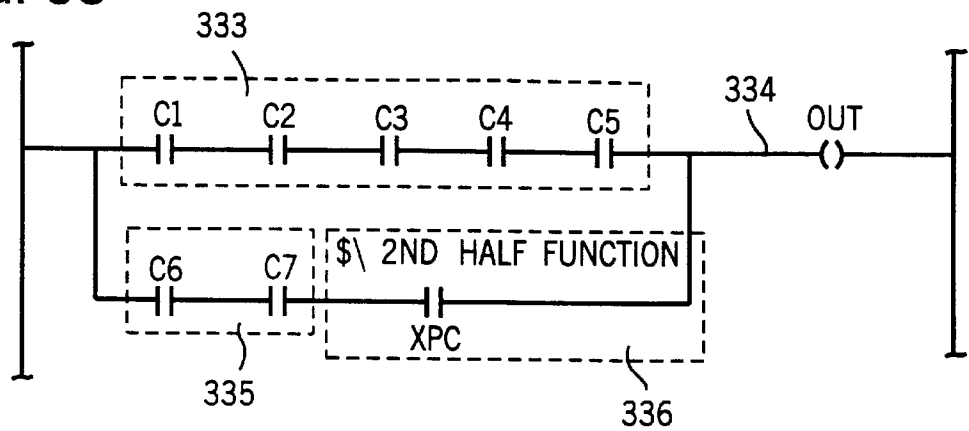 333
334
C1 C2 C3 C4 C5 OUT
$\ 2ND HALF FUNCTION
C6 C7
XPC
335
336